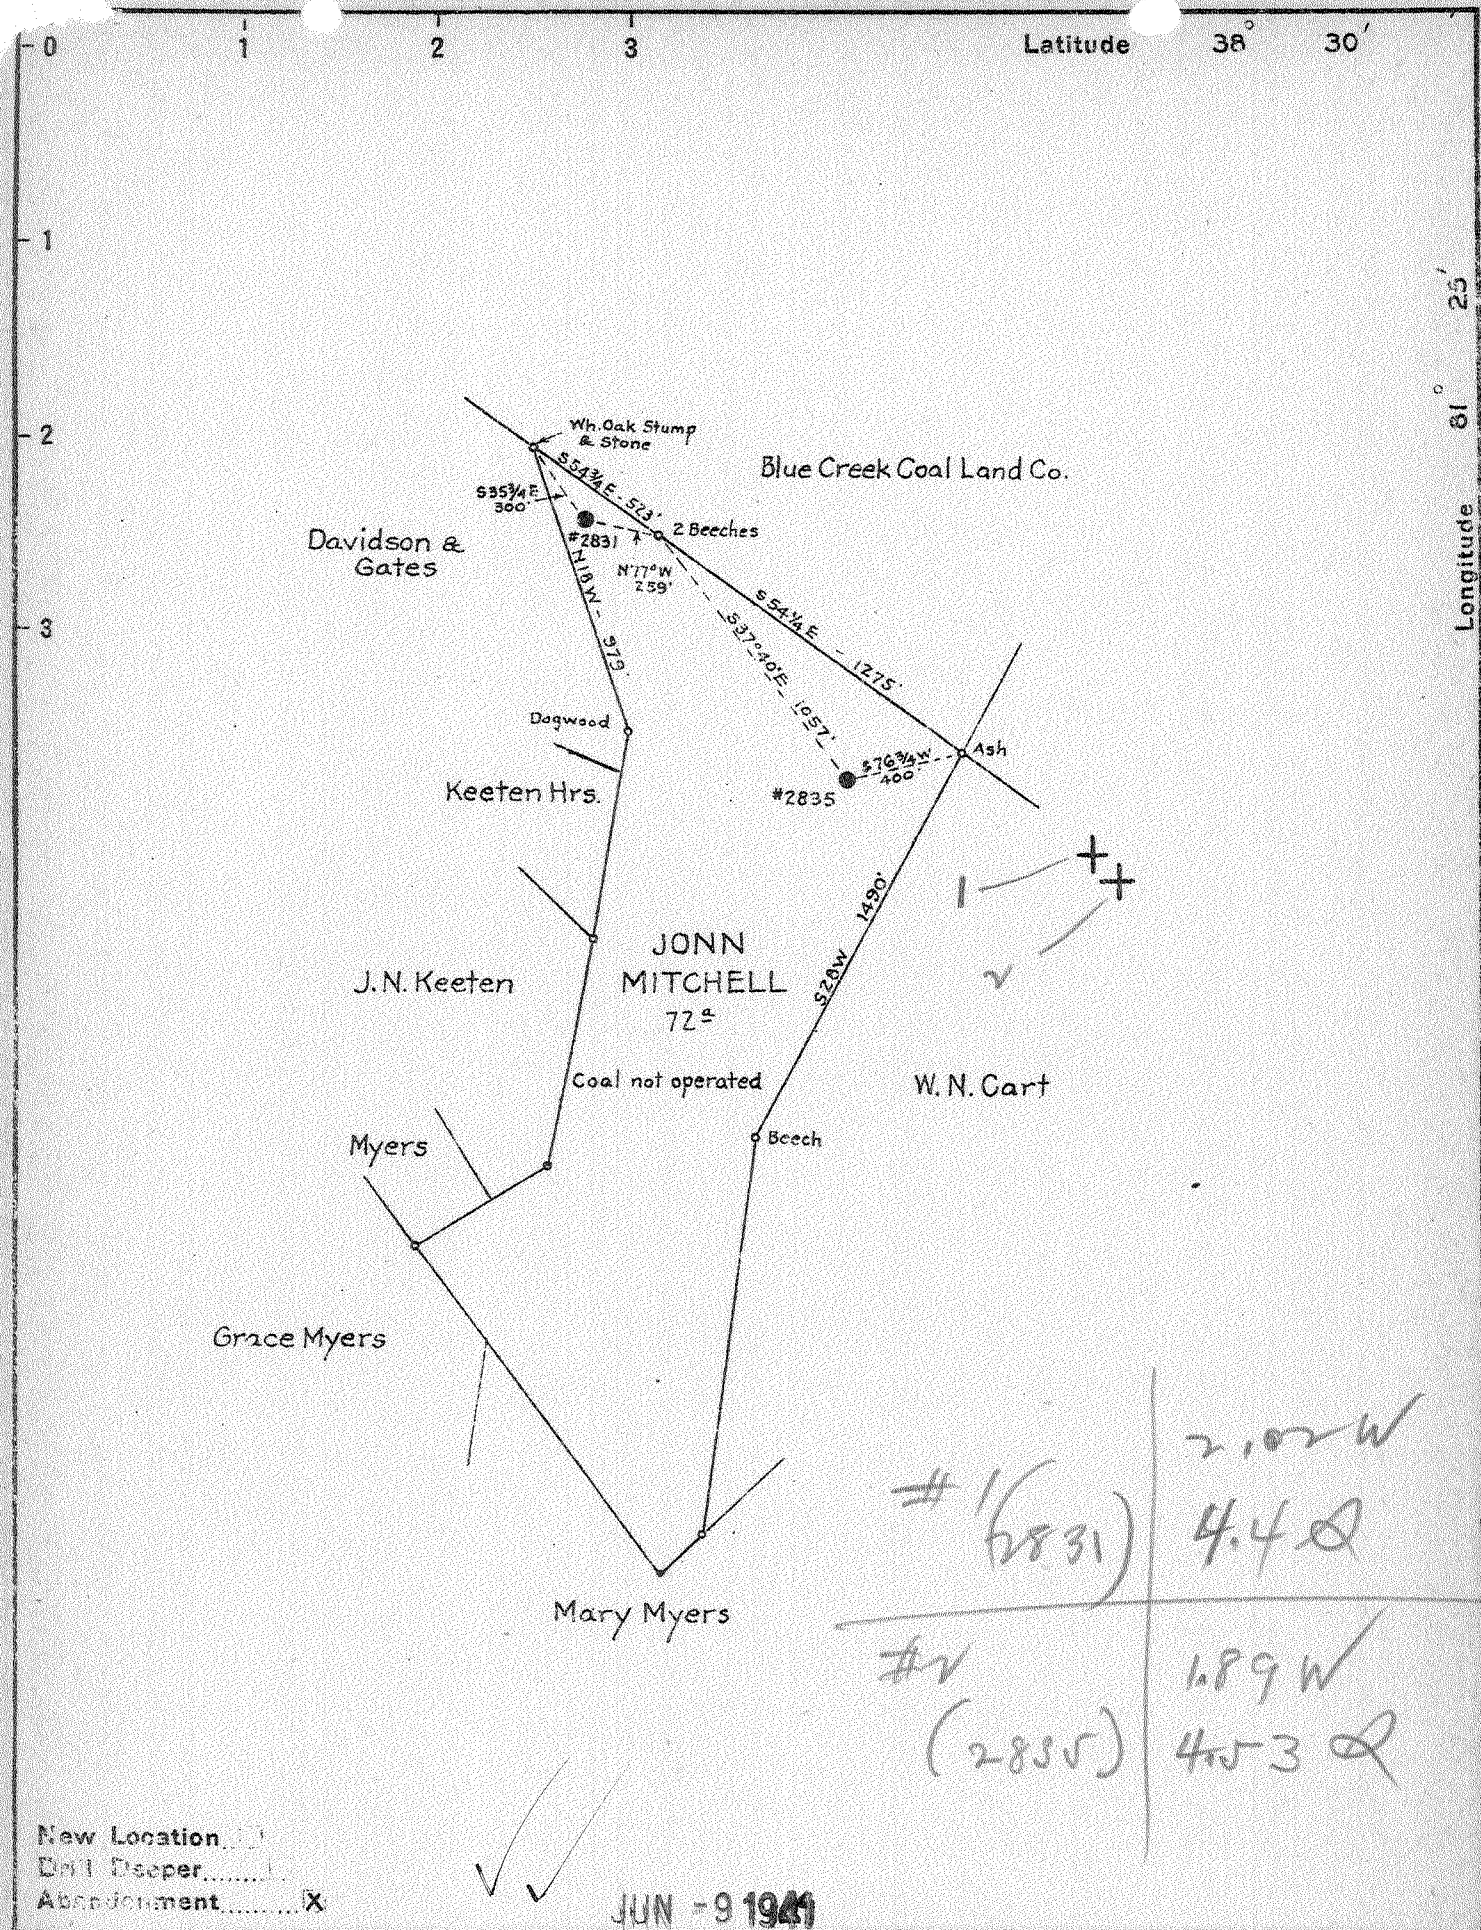 0 1 2 3 Latitude 38° 30'
1
2
3
Longitude 81° 25'
Wh. Oak Stump
& Stone
S54¾E - 523'
Blue Creek Coal Land Co.
S35¾E
300'
#2831
2 Beeches
Davidson &
Gates
N77°W
259'
N18W - 979'
S54¼E - 1275'
S37°40'E - 1057'
Dogwood
Ash
S76¾W
400'
#2835
Keeten Hrs.
1
2
S28W 1490'
JONN
MITCHELL
72a
J.N. Keeten
Coal not operated
W. N. Cart
Beech
Myers
Grace Myers
Mary Myers
#1 2.02 W
(2831) 4.4 S
#2 1.89 W
(2835) 4.53 S
New Location
Drill Deeper
Abandonment X
JUN -9 1941